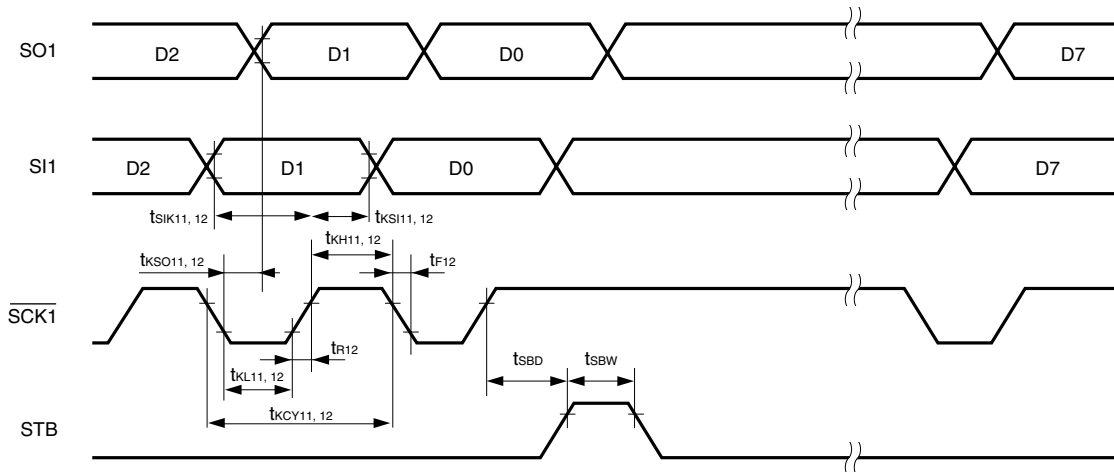 SO1 D2 D1 D0 D7
SI1 D2 D1 D0 D7
tSIK11, 12 tKSI11, 12
tKH11, 12
tKSO11, 12 tF12
SCK1
tR12 tSBD tSBW
tKL11, 12
tKCY11, 12
STB